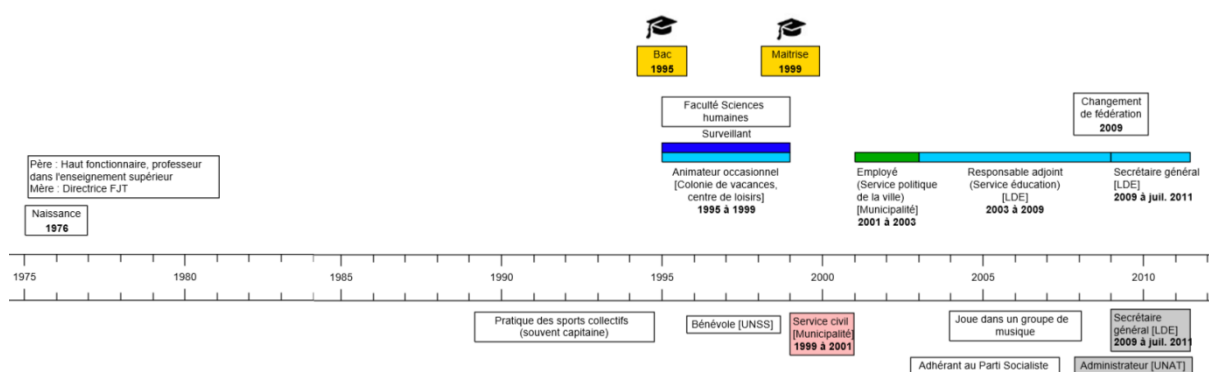 Bac
1995
Maitrise
1999
Faculté Sciences
humaines
Changement
de fédération
2009
Surveillant
Père : Haut fonctionnaire, professeur
dans l'enseignement supérieur
Mère : Directrice FJT
Animateur occasionnel
[Colonie de vacances,
centre de loisirs]
1995 à 1999
Employé
(Service politique
de la ville)
[Municipalité]
2001 à 2003
Responsable adjoint
(Service éducation)
[LDE]
2003 à 2009
Secrétaire général
[LDE]
2009 à juil. 2011
Naissance
1976
1975 1980 1985 1990 1995 2000 2005 2010
Pratique des sports collectifs
(souvent capitaine)
Bénévole [UNSS]
Service civil
[Municipalité]
1999 à 2001
Joue dans un groupe de
musique
Secrétaire
général [LDE]
2009 à juil. 2011
Adhérant au Parti Socialiste
Administrateur [UNAT]